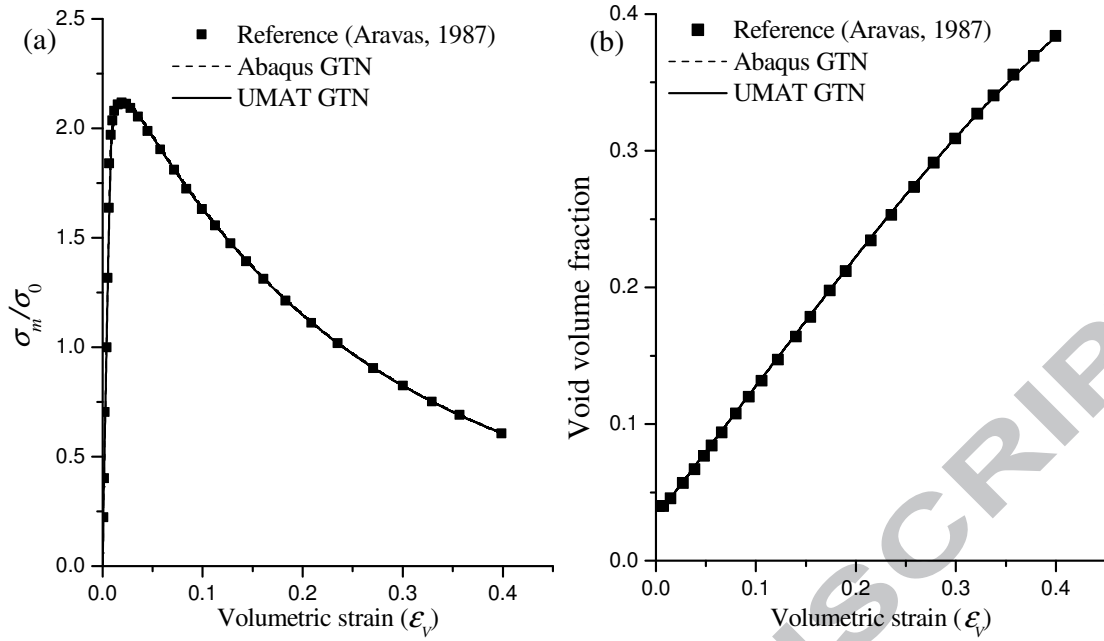 (a)
Reference (Aravas, 1987)
Abaqus GTN
UMAT GTN
2.5
2.0
1.5
1.0
0.5
0.0
σm/σ0
0.0 0.1 0.2 0.3 0.4
Volumetric strain (εV)
(b)
Reference (Aravas, 1987)
Abaqus GTN
UMAT GTN
0.4
0.3
0.2
0.1
0.0
Void volume fraction
0.0 0.1 0.2 0.3 0.4
Volumetric strain (εV)
NSCRIP